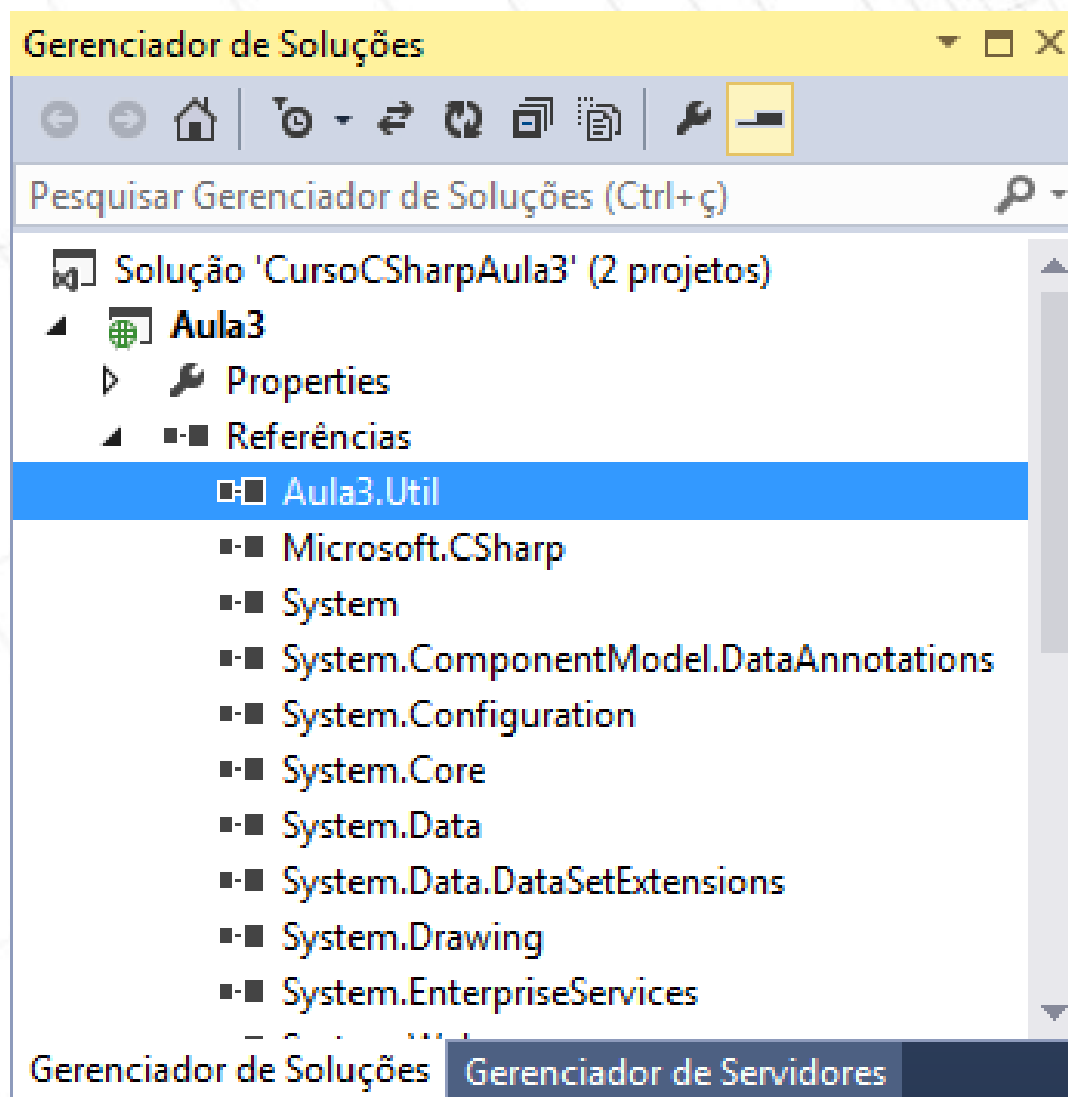 Gerenciador de Soluções
Pesquisar Gerenciador de Soluções (Ctrl+ç)
Solução 'CursoCSharpAula3' (2 projetos)
Aula3
Properties
Referências
Aula3.Util
Microsoft.CSharp
System
System.ComponentModel.DataAnnotations
System.Configuration
System.Core
System.Data
System.Data.DataSetExtensions
System.Drawing
System.EnterpriseServices
Gerenciador de Soluções
Gerenciador de Servidores